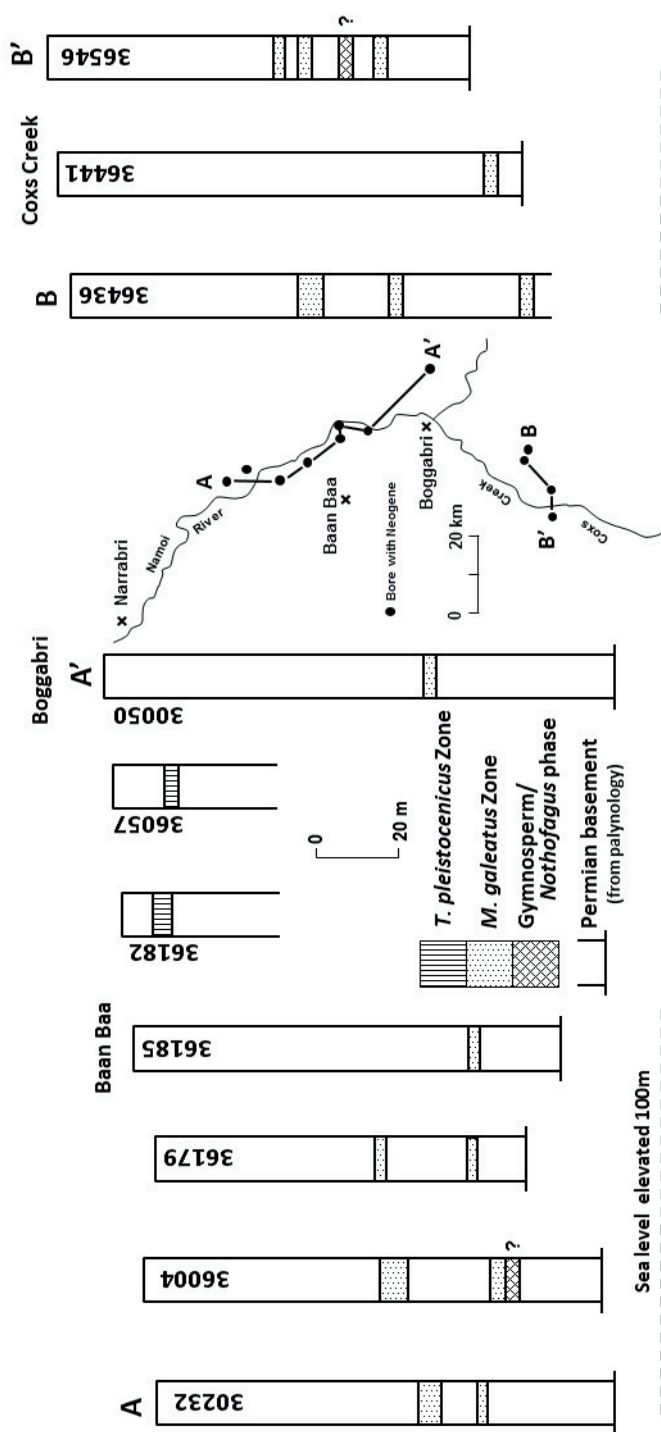 A
30232
36004
?
36179
36185
Baan Baa
36182
36057
30050
A’
Boggabri
Sea level elevated 100m
0
20 m
T. pleistocenicus Zone
M. galeatus Zone
Gymnosperm/
Nothofagus phase
Permian basement
(from palynology)
Narrabri
Namoi
River
A
Baan Baa
Boggabri
A’
Creek
Coxs
B’
B
Bore with Neogene
0
20 km
B
36436
36441
Coxs Creek
36546
B’
?